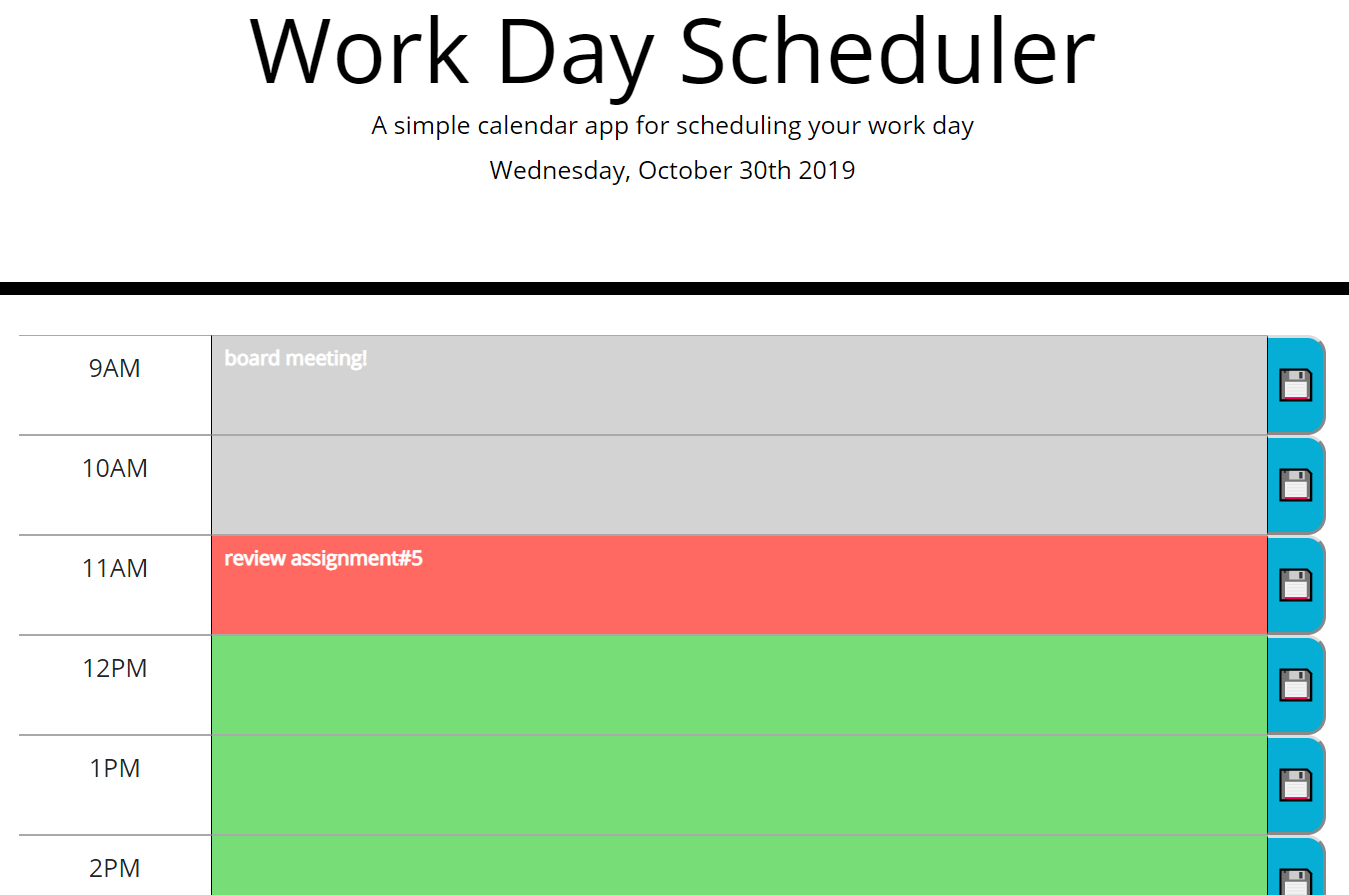 Work Day Scheduler
A simple calendar app for scheduling your work day
Wednesday, October 30th 2019
9AM
board meeting!
10AM
11AM
review assignment#5
12PM
1PM
2PM